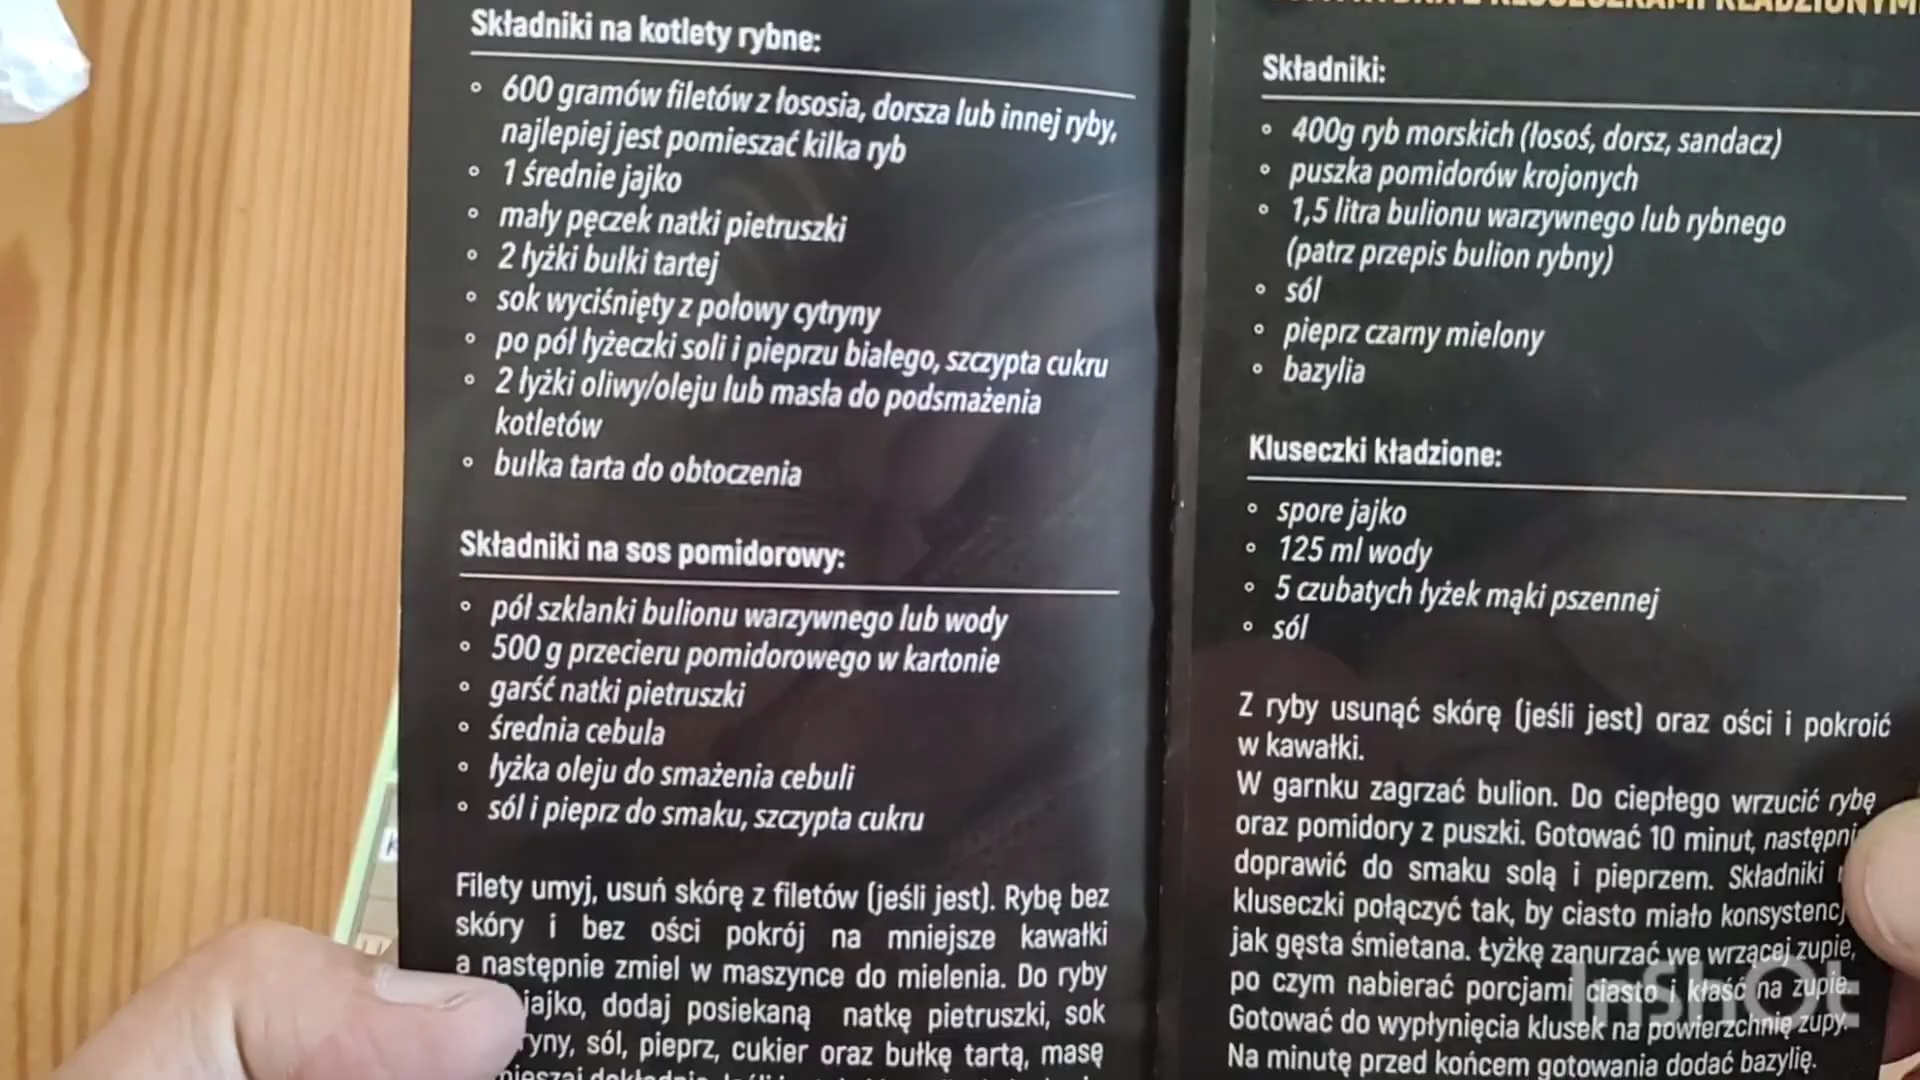 Składniki na kotlety rybne:
◦ 600 gramów filetów z łososia, dorsza lub innej ryby,
najlepiej jest pomieszać kilka ryb
◦ 1 średnie jajko
◦ mały pęczek natki pietruszki
◦ 2 łyżki bułki tartej
◦ sok wyciśnięty z połowy cytryny
◦ po pół łyżeczki soli i pieprzu białego, szczypta cukru
◦ 2 łyżki oliwy/oleju lub masła do podsmażenia
kotletów
◦ bułka tarta do obtoczenia
Składniki na sos pomidorowy:
◦ pół szklanki bulionu warzywnego lub wody
◦ 500 g przecieru pomidorowego w kartonie
◦ garść natki pietruszki
◦ średnia cebula
◦ łyżka oleju do smażenia cebuli
◦ sól i pieprz do smaku, szczypta cukru
Filety umyj, usuń skórę z filetów (jeśli jest). Rybę bez
skóry i bez ości pokrój na mniejsze kawałki
a następnie zmiel w maszynce do mielenia. Do ryby
jajko, dodaj posiekaną natkę pietruszki, sok
sól, pieprz, cukier oraz bułkę tartą, masę
Składniki:
◦ 400g ryb morskich (łosoś, dorsz, sandacz)
◦ puszka pomidorów krojonych
◦ 1,5 litra bulionu warzywnego lub rybnego
(patrz przepis bulion rybny)
◦ sól
◦ pieprz czarny mielony
◦ bazylia
Kluseczki kładzione:
◦ spore jajko
◦ 125 ml wody
◦ 5 czubatych łyżek mąki pszennej
◦ sól
Z ryby usunąć skórę (jeśli jest) oraz ości i pokroić
w kawałki.
W garnku zagrzać bulion. Do ciepłego wrzucić rybę
oraz pomidory z puszki. Gotować 10 minut,
doprawić do smaku solą i pieprzem. Składniki
kluseczki połączyć tak, by ciasto miało
jak gęsta śmietana. Łyżkę zanurzać we wrzącej zupie,
po czym nabierać porcjami ciasto i kłaść na zupie.
Gotować do wypłynięcia klusek na powierzchnię zupy.
Na minutę przed końcem gotowania dodać bazylię.
InShOt